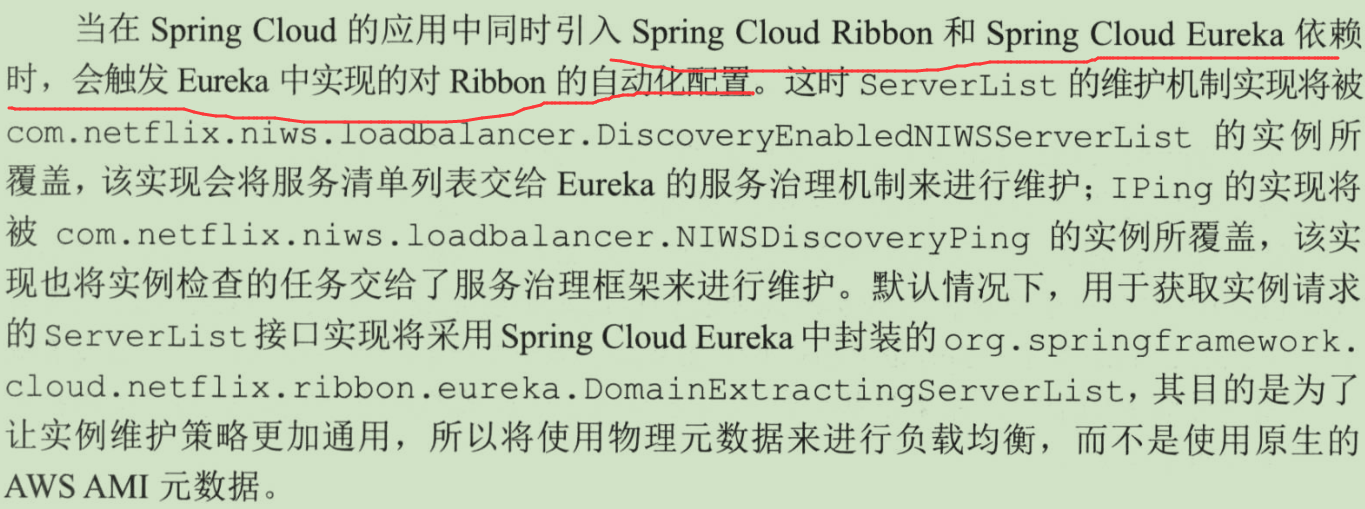 当在 Spring Cloud 的应用中同时引入 Spring Cloud Ribbon 和 Spring Cloud Eureka 依赖
时，会触发 Eureka 中实现的对 Ribbon 的自动化配置。这时 ServerList 的维护机制实现将被
com.netflix.niws.loadbalancer.DiscoveryEnabledNIWSServerList 的实例所
覆盖，该实现会将服务清单列表交给 Eureka 的服务治理机制来进行维护；IPing 的实现将
被 com.netflix.niws.loadbalancer.NIWSDiscoveryPing 的实例所覆盖，该实
现也将实例检查的任务交给了服务治理框架来进行维护。默认情况下，用于获取实例请求
的 ServerList 接口实现将采用 Spring Cloud Eureka 中封装的 org.springframework.
cloud.netflix.ribbon.eureka.DomainExtractingServerList，其目的是为了
让实例维护策略更加通用，所以将使用物理元数据来进行负载均衡，而不是使用原生的
AWS AMI 元数据。